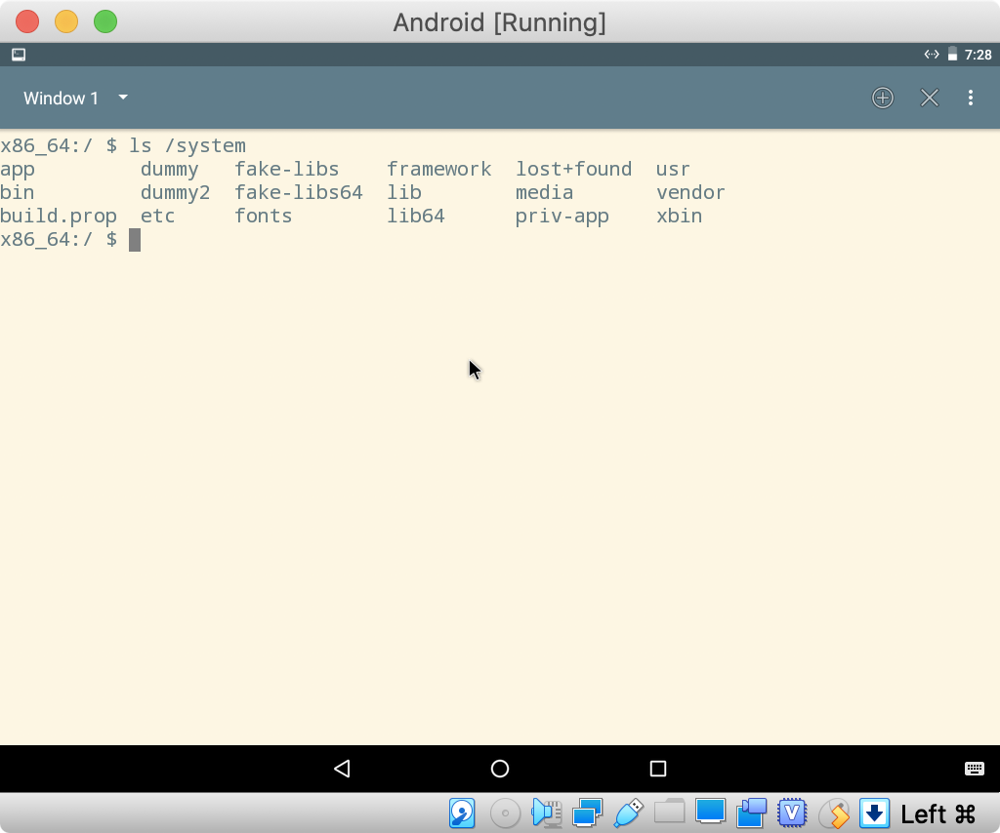 Android [Running]
7:28
Window 1
x86_64:/ $ ls /system
app dummy fake-libs framework lost+found usr
bin dummy2 fake-libs64 lib media vendor
build.prop etc fonts lib64 priv-app xbin
x86_64:/ $
V
Left ⌘